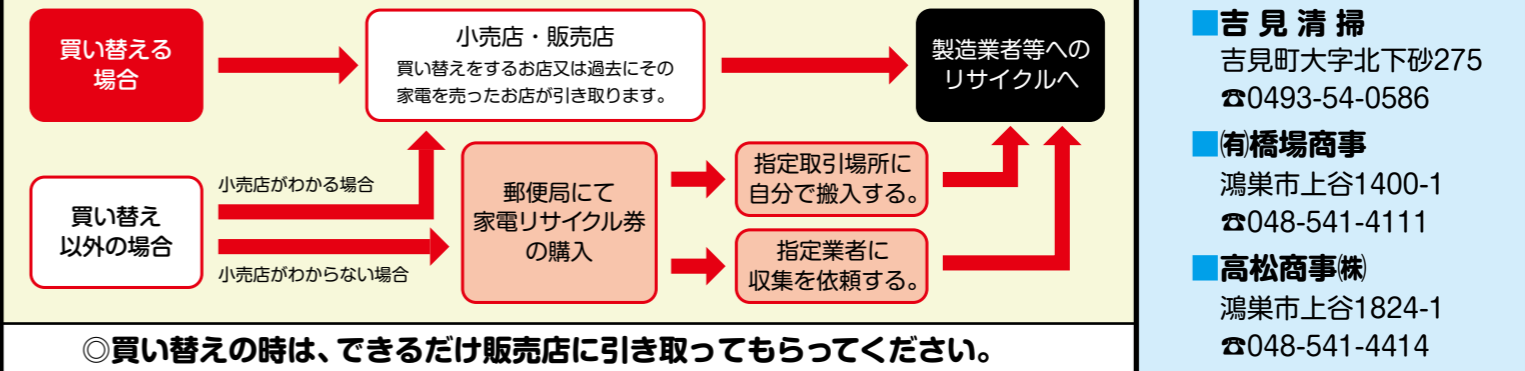 買い替える
場合
小売店・販売店
買い替えをするお店又は過去にその
家電を売ったお店が引き取ります。
製造業者等への
リサイクルへ
買い替え
以外の場合
小売店がわかる場合
小売店がわからない場合
郵便局にて
家電リサイクル券
の購入
指定取引場所に
自分で搬入する。
指定業者に
収集を依頼する。
◎買い替えの時は、できるだけ販売店に引き取ってもらってください。
■吉見清掃
吉見町大字北下砂275
☎0493-54-0586
■㈲橋場商事
鴻巣市上谷1400-1
☎048-541-4111
■高松商事㈱
鴻巣市上谷1824-1
☎048-541-4414